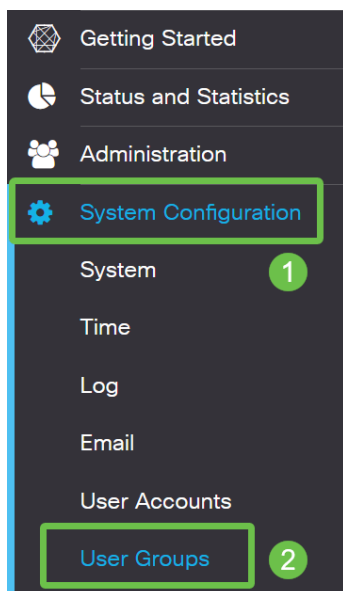 Getting Started
Status and Statistics
Administration
System Configuration
System
1
Time
Log
Email
User Accounts
User Groups
2